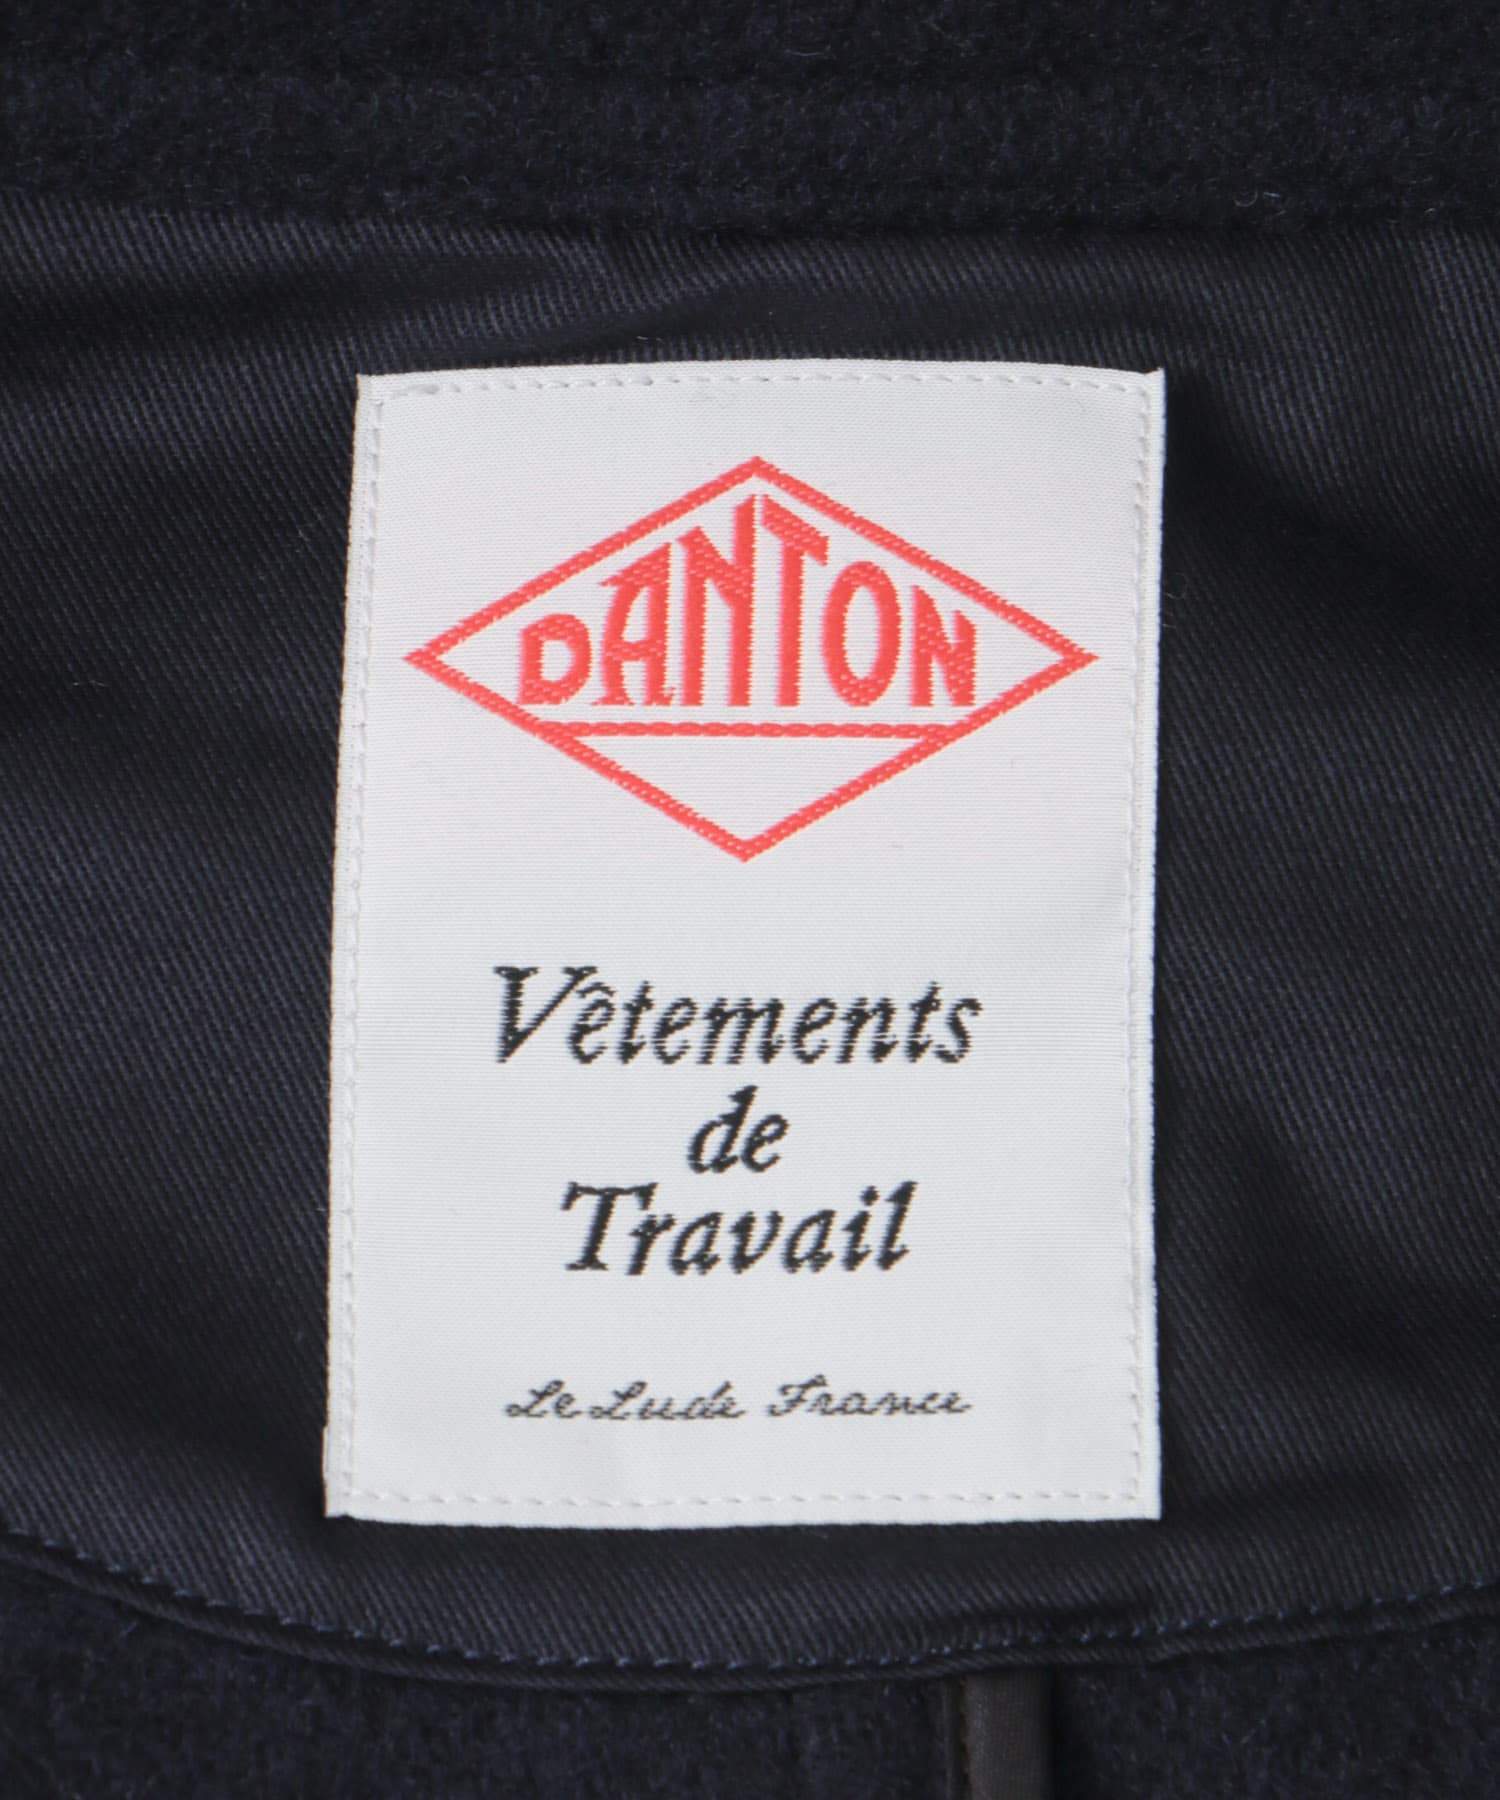 DANTON
Vêtements
de
Travail
Le Lude France